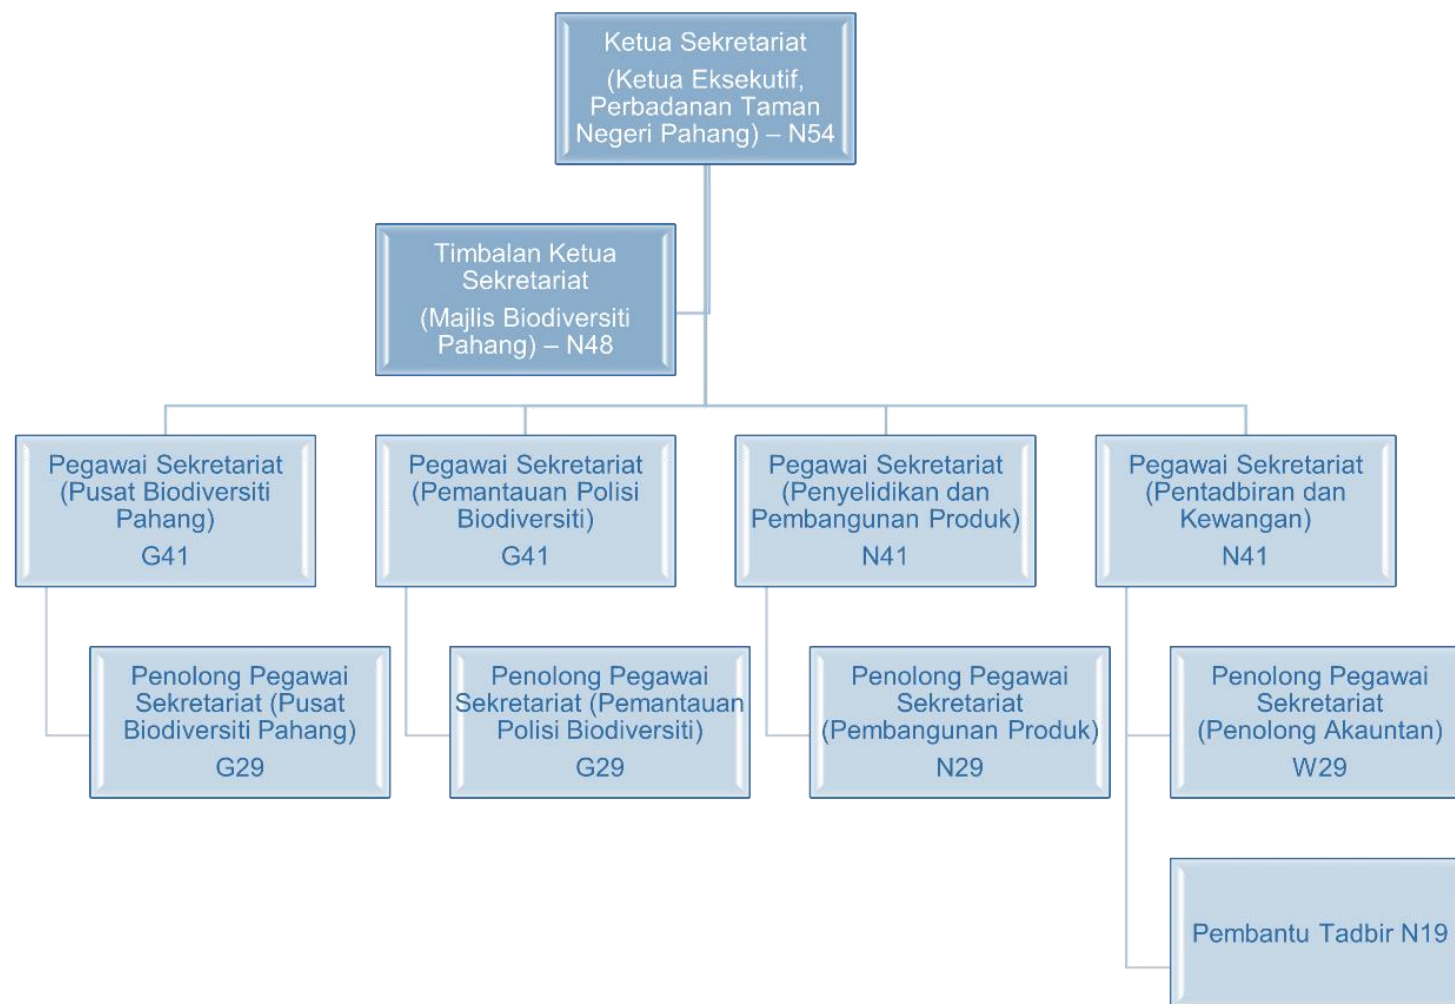 Ketua Sekretariat
(Ketua Eksekutif,
Perbadanan Taman
Negeri Pahang) – N54
Timbalan Ketua
Sekretariat
(Majlis Biodiversiti
Pahang) – N48
Pegawai Sekretariat
(Pusat Biodiversiti
Pahang)
G41
Pegawai Sekretariat
(Pemantauan Polisi
Biodiversiti)
G41
Pegawai Sekretariat
(Penyelidikan dan
Pembangunan Produk)
N41
Pegawai Sekretariat
(Pentadbiran dan
Kewangan)
N41
Penolong Pegawai
Sekretariat (Pusat
Biodiversiti Pahang)
G29
Penolong Pegawai
Sekretariat (Pemantauan
Polisi Biodiversiti)
G29
Penolong Pegawai
Sekretariat
(Pembangunan Produk)
N29
Penolong Pegawai
Sekretariat
(Penolong Akauntan)
W29
Pembantu Tadbir N19